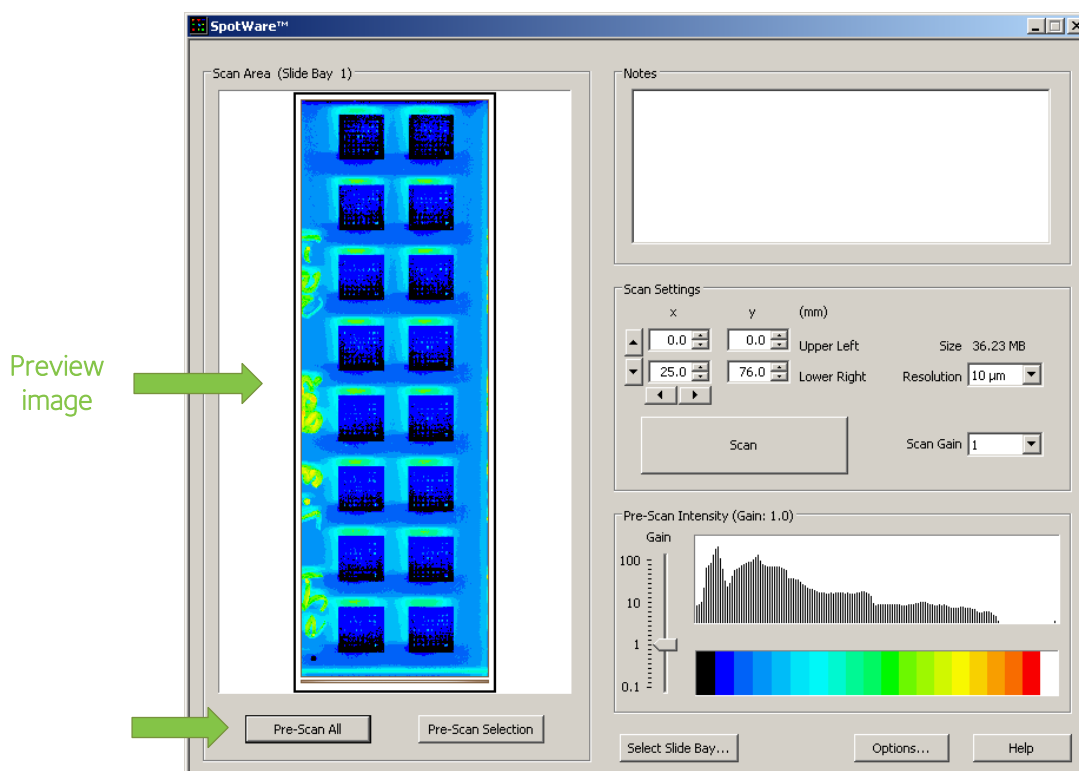 SpotWare™
Scan Area (Slide Bay 1)
Preview
image
Pre-Scan All
Pre-Scan Selection
Notes
Scan Settings
x y (mm)
0.0 0.0 Upper Left Size 36.23 MB
25.0 76.0 Lower Right Resolution 10 µm
Scan Scan Gain 1
Pre-Scan Intensity (Gain: 1.0)
Gain
100
10
1
0.1
Select Slide Bay... Options... Help